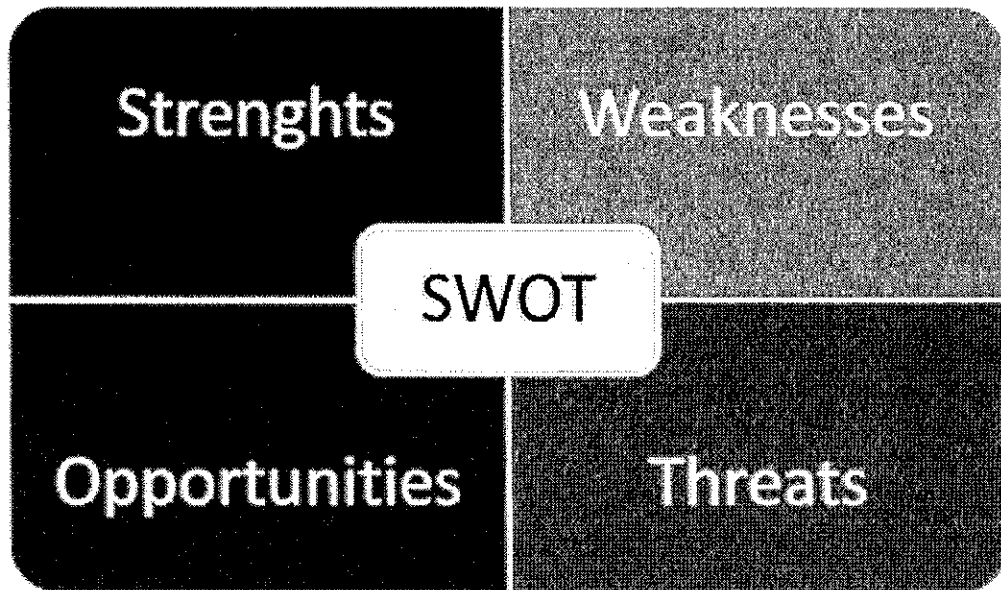 Strenghts
Weaknesses
SWOT
Opportunities
Threats